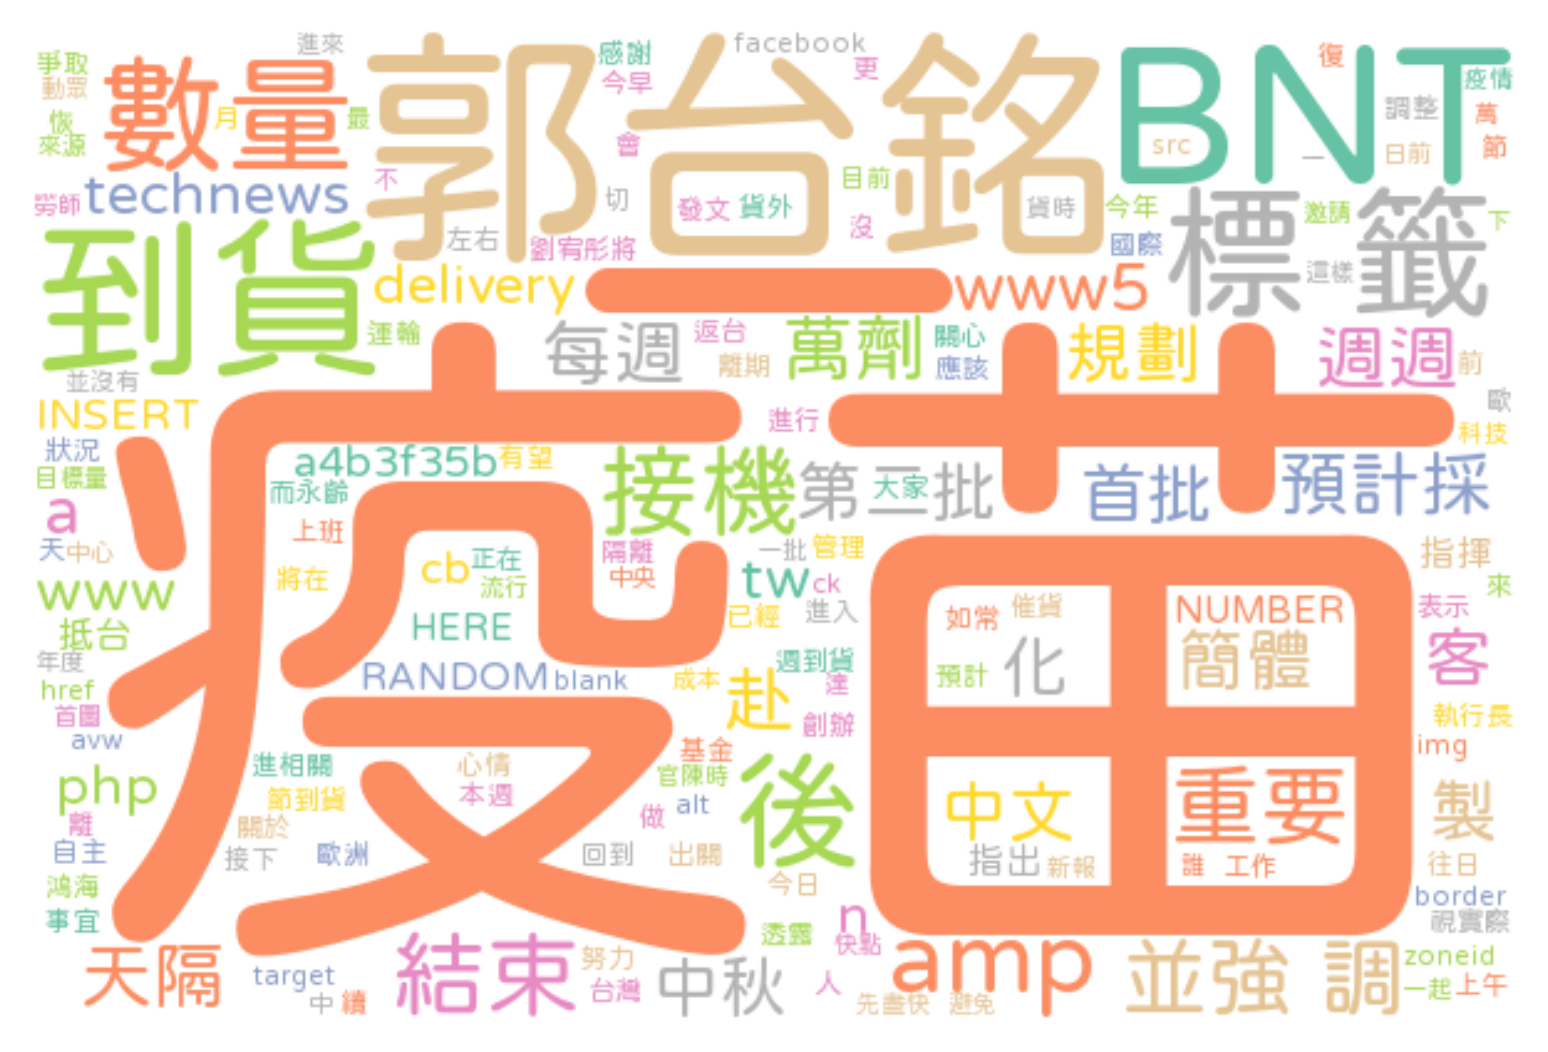 進來 感謝 facebook 復
爭取 數量 郭台銘 今早 更 BNT 疫情
動眾 月 最 調整 萬
恢 會 src 一 日前 節
來源 不 切 目前
勞師 technews 發文 貨外 沒 貨時 今年 標籤 邀請 下
到貨 左右 劉宥彤將 國際 這樣
delivery 一 www5
運輸 每週 返台 萬劑 關心 規劃 週週
並沒有 離期 應該 前
INSERT 疫苗 進行 歐
狀況 a4b3f35b 有望 接機 第二批 大家 首批 預計採 科技
目標量 而永齡
a 上班 隔離 一批 管理 指揮
天 中心 將在 cb 正在 中央 tw ck 來
www 流行 已經 進入 如常 催貨 NUMBER 表示
抵台 HERE 化 簡體 客
年度 RANDOM blank 成本 赴 週到貨 預計
href 達
首圖 創辦 執行長
avw 進相關 心情 基金 img
php 節到貨 本週 官陳時 後 中文 重要 製
離 關於 做 alt
自主 接下 歐洲 回到 出關 指出 新報 誰 工作 往日
鴻海 今日 border
事宜 透露 n 視實際
天隔 target 結束 努力 中秋 快點 amp 並強 調 zoneid
中 續 台灣 人 先盡快 避免 一起 上午